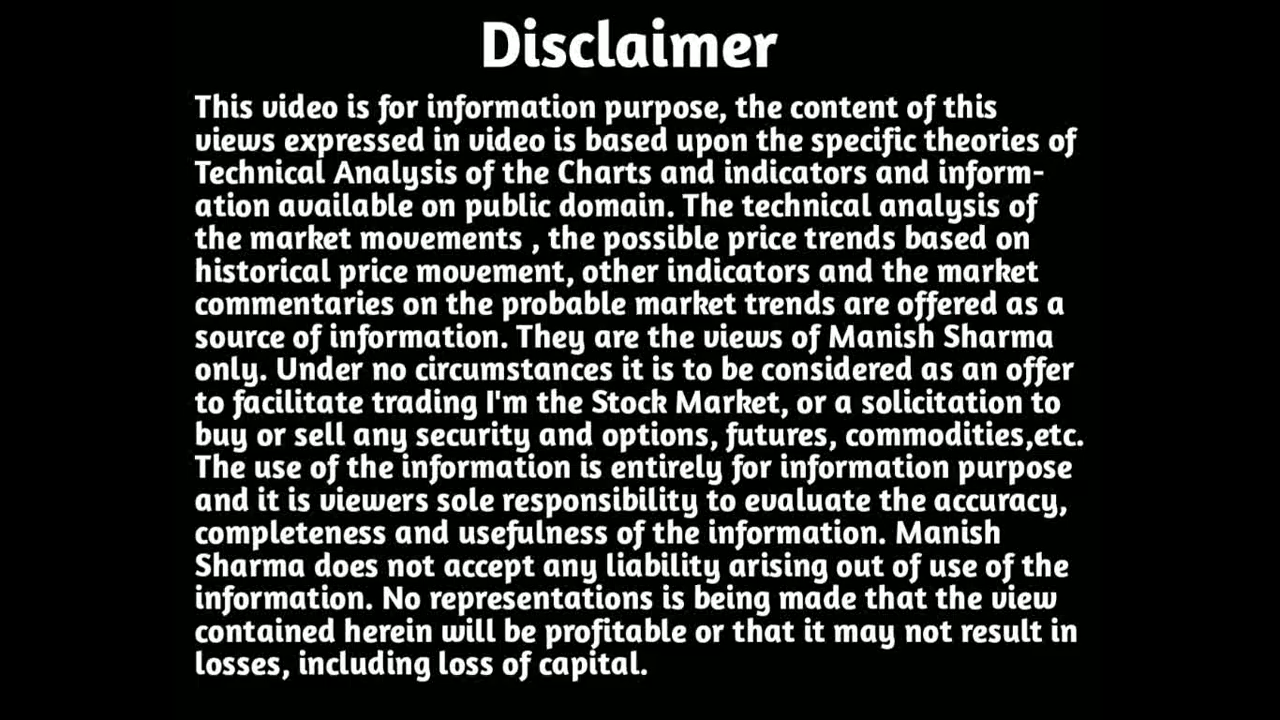 Disclaimer
This video is for information purpose, the content of this
views expressed in video is based upon the specific theories of
Technical Analysis of the Charts and indicators and inform-
ation available on public domain. The technical analysis of
the market movements , the possible price trends based on
historical price movement, other indicators and the market
commentaries on the probable market trends are offered as a
source of information. They are the views of Manish Sharma
only. Under no circumstances it is to be considered as an offer
to facilitate trading I'm the Stock Market, or a solicitation to
buy or sell any security and options, futures, commodities,etc.
The use of the information is entirely for information purpose
and it is viewers sole responsibility to evaluate the accuracy,
completeness and usefulness of the information. Manish
Sharma does not accept any liability arising out of use of the
information. No representations is being made that the view
contained herein will be profitable or that it may not result in
losses, including loss of capital.